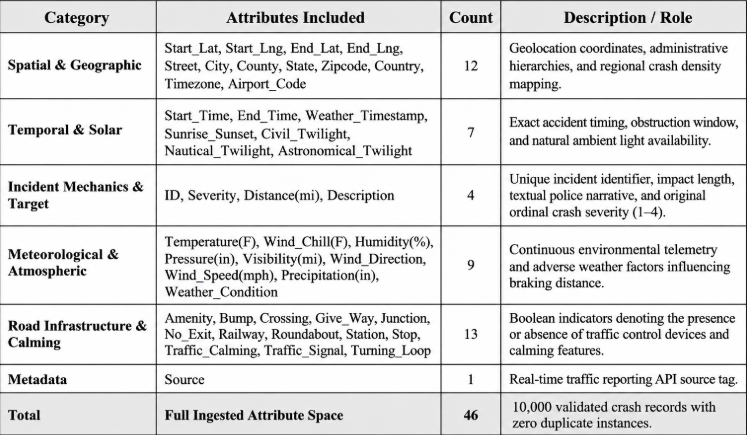 Category Attributes Included Count Description / Role
Start_Lat, Start_Lng, End_Lat, End_Lng,
Street, City, County, State, Zipcode, Country,
Timezone, Airport_Code
Spatial & Geographic
12
Geolocation coordinates, administrative
hierarchies, and regional crash density
mapping.
Temporal & Solar
Start_Time, End_Time, Weather_Timestamp,
Sunrise_Sunset, Civil_Twilight,
Nautical_Twilight, Astronomical_Twilight
7
Exact accident timing, obstruction window,
and natural ambient light availability.
Incident Mechanics &
Target
ID, Severity, Distance(mi), Description
4
Unique incident identifier, impact length,
textual police narrative, and original
ordinal crash severity (1–4).
Meteorological &
Atmospheric
Temperature(F), Wind_Chill(F), Humidity(%),
Pressure(in), Visibility(mi), Wind_Direction,
Wind_Speed(mph), Precipitation(in),
Weather_Condition
9
Continuous environmental telemetry
and adverse weather factors influencing
braking distance.
Road Infrastructure &
Calming
Amenity, Bump, Crossing, Give_Way, Junction,
No_Exit, Railway, Roundabout, Station, Stop,
Traffic_Calming, Traffic_Signal, Turning_Loop
13
Boolean indicators denoting the presence
or absence of traffic control devices and
calming features.
Metadata
Source
1
Real-time traffic reporting API source tag.
Total
Full Ingested Attribute Space
46
10,000 validated crash records with
zero duplicate instances.